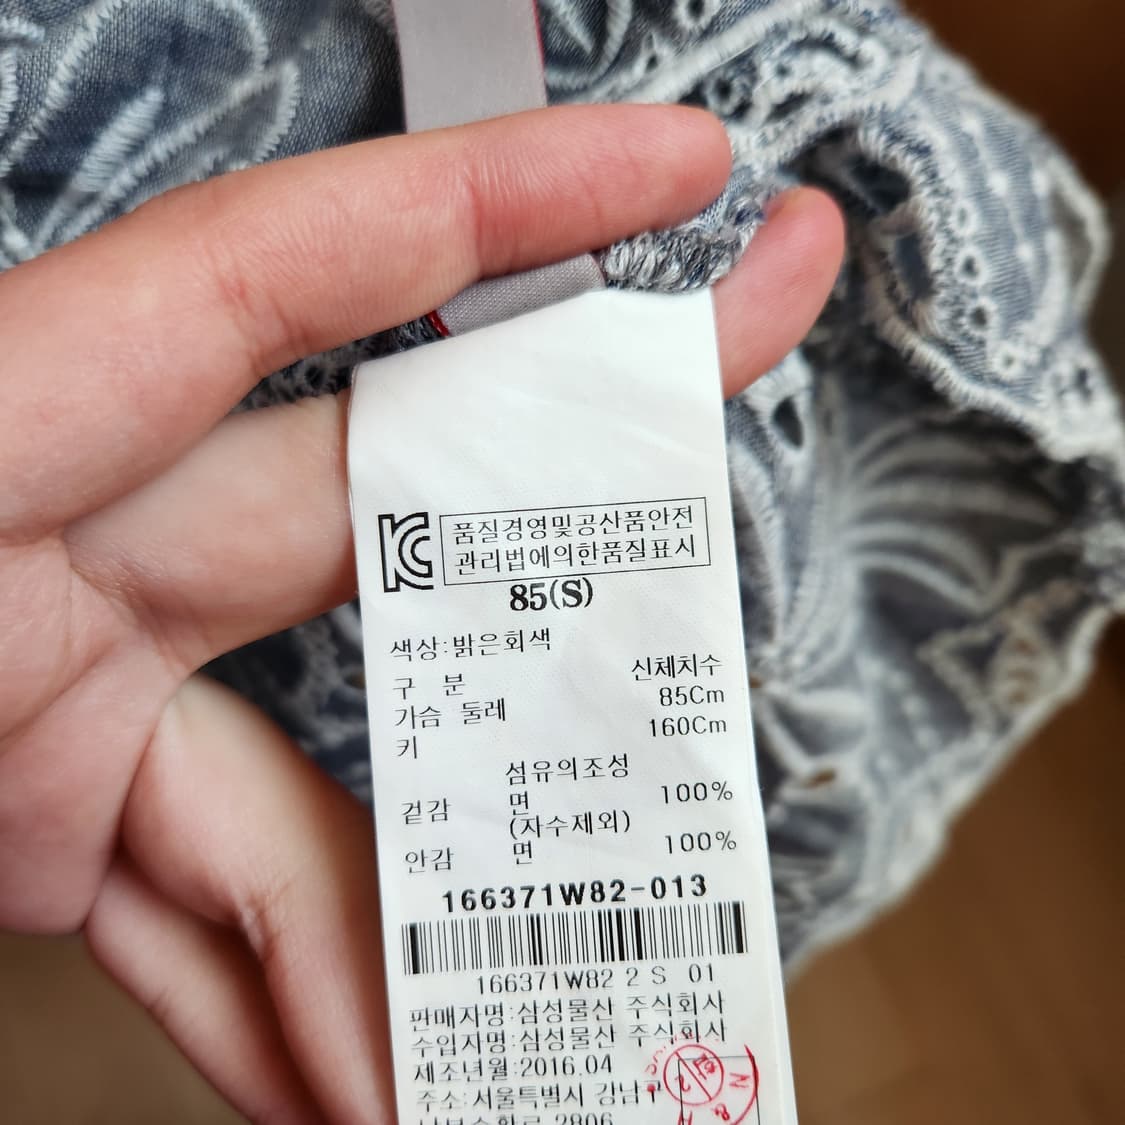 KC
품질경영및공산품안전
관리법에의한품질표시
85(S)
색상:밝은회색
구 분 신체치수
가슴 둘레 85Cm
키 160Cm
섬유의조성
겉감 면 100%
(자수제외)
안감 면 100%
166371W82-013
166371W82 2 S 01
판매자명:삼성물산 주식회사
수입자명:삼성물산 주식회사
제조년월:2016.04
주소:서울특별시 강남구
2806